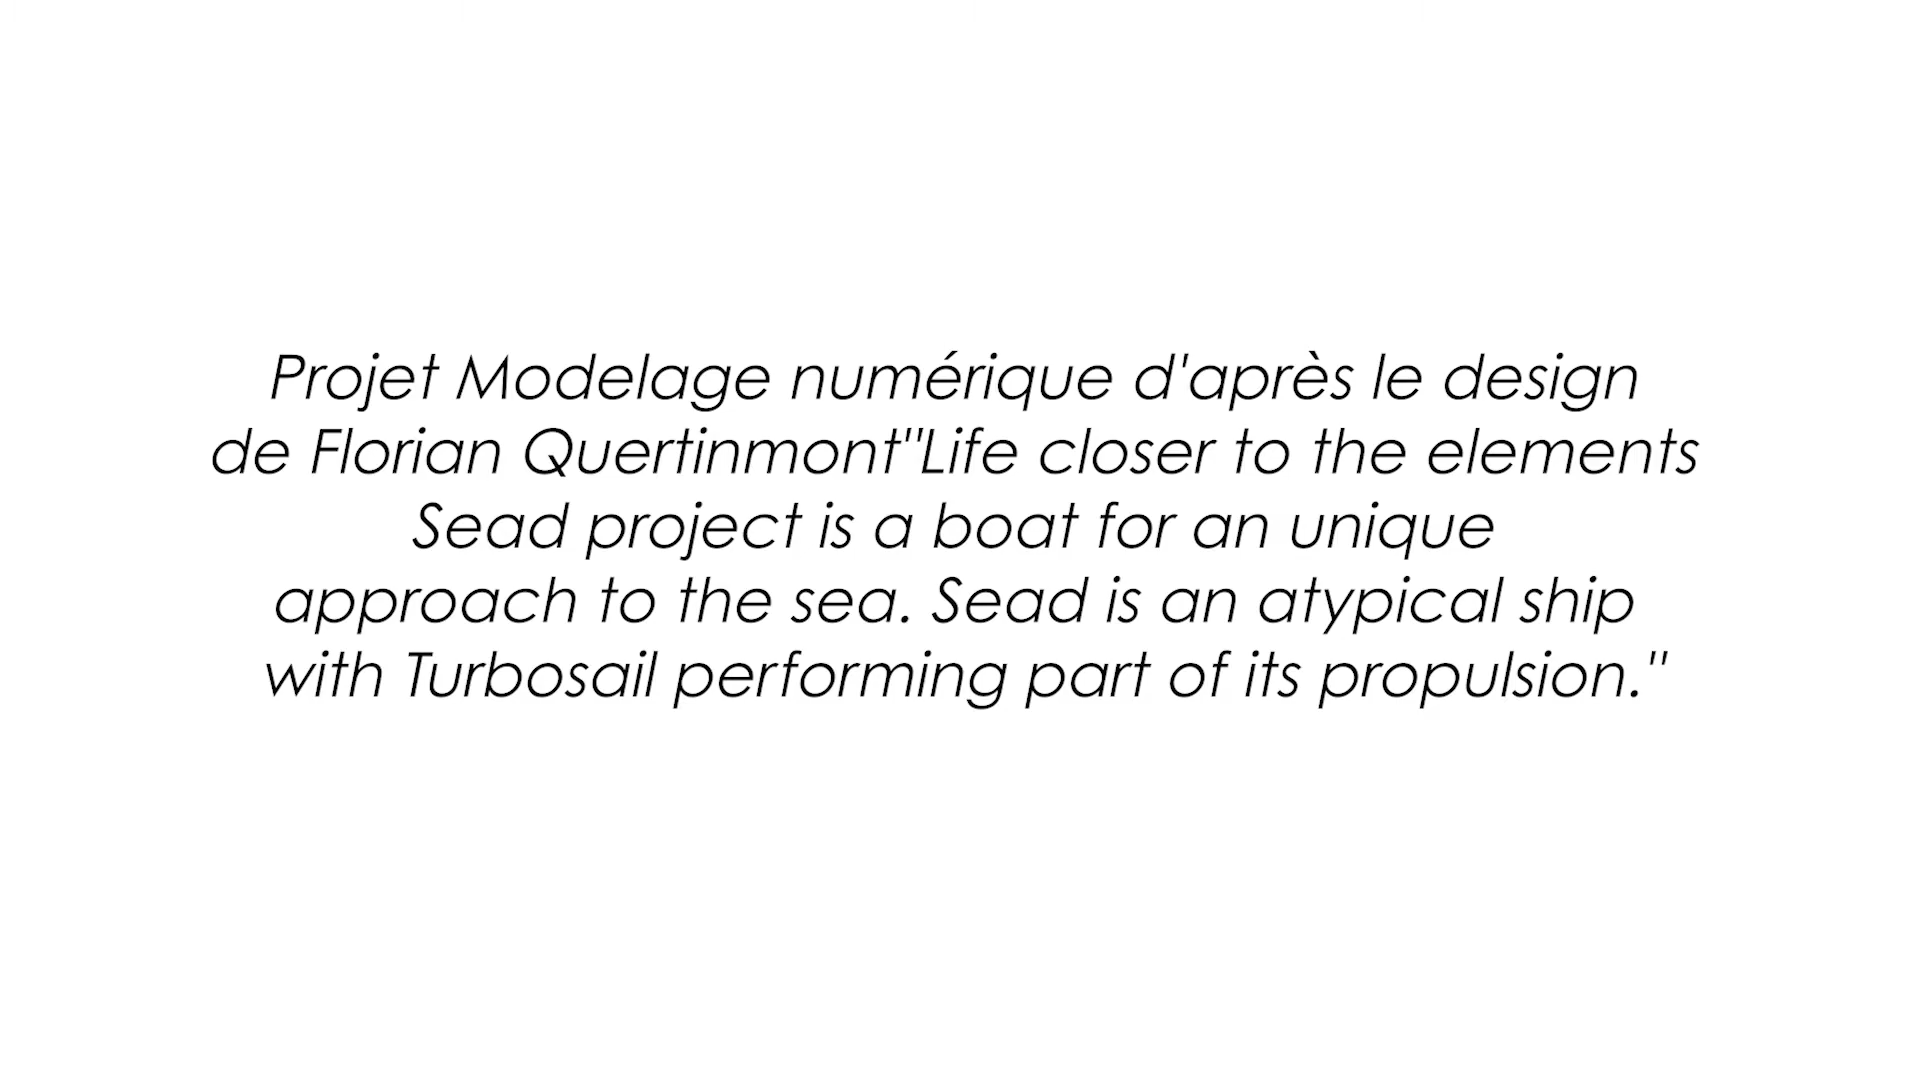 Projet Modelage numérique d'après le design
de Florian Quertinmont"Life closer to the elements
Sead project is a boat for an unique
approach to the sea. Sead is an atypical ship
with Turbosail performing part of its propulsion."